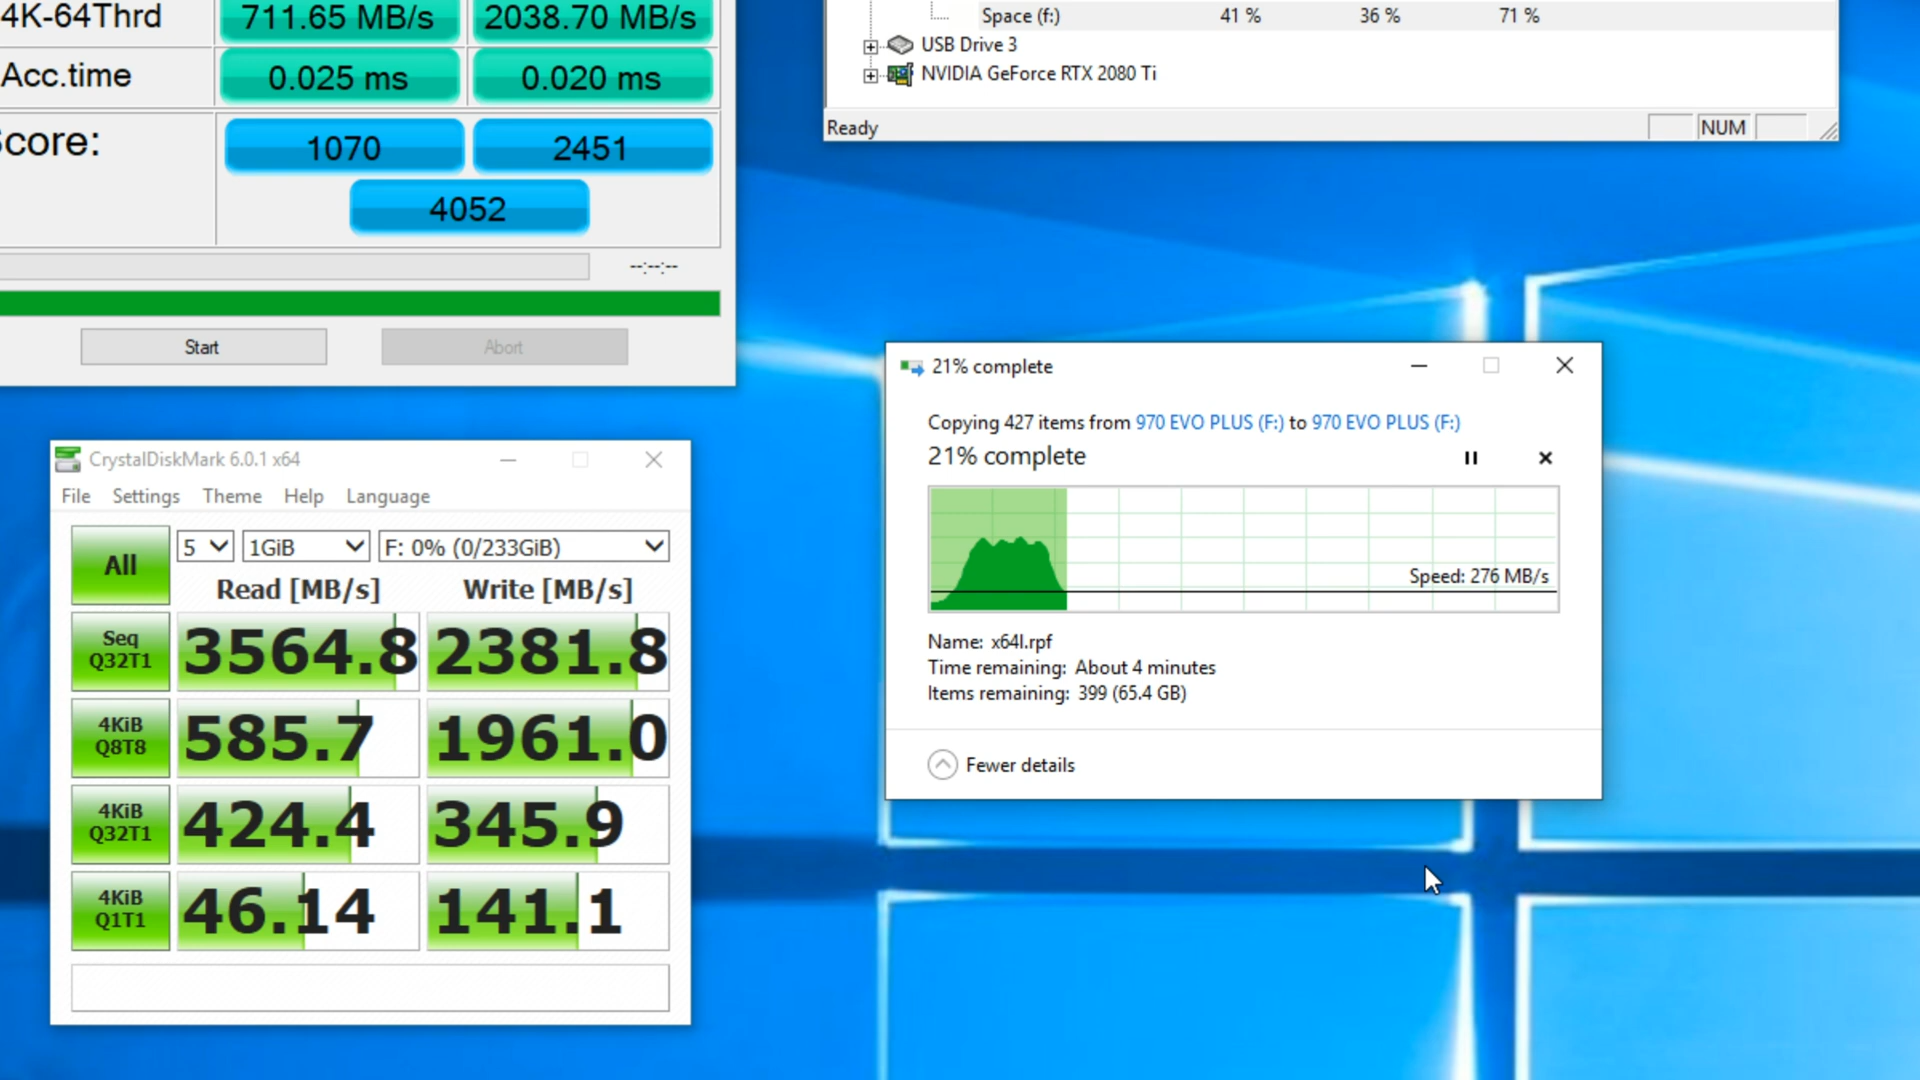 4K-64Thrd 711.65 MB/s 2038.70 MB/s
Acc.time 0.025 ms 0.020 ms
core: 1070 2451
4052
--:--:--
Start Abort
Space (f:) 41 % 36 % 71 %
USB Drive 3
NVIDIA GeForce RTX 2080 Ti
Ready NUM
CrystalDiskMark 6.0.1 x64
File Settings Theme Help Language
All 5 1GiB F: 0% (0/233GiB)
Read [MB/s] Write [MB/s]
Seq
Q32T1 3564.8 2381.8
4KiB
Q8T8 585.7 1961.0
4KiB
Q32T1 424.4 345.9
4KiB
Q1T1 46.14 141.1
21% complete
Copying 427 items from 970 EVO PLUS (F:) to 970 EVO PLUS (F:)
21% complete
Speed: 276 MB/s
Name: x64l.rpf
Time remaining: About 4 minutes
Items remaining: 399 (65.4 GB)
Fewer details